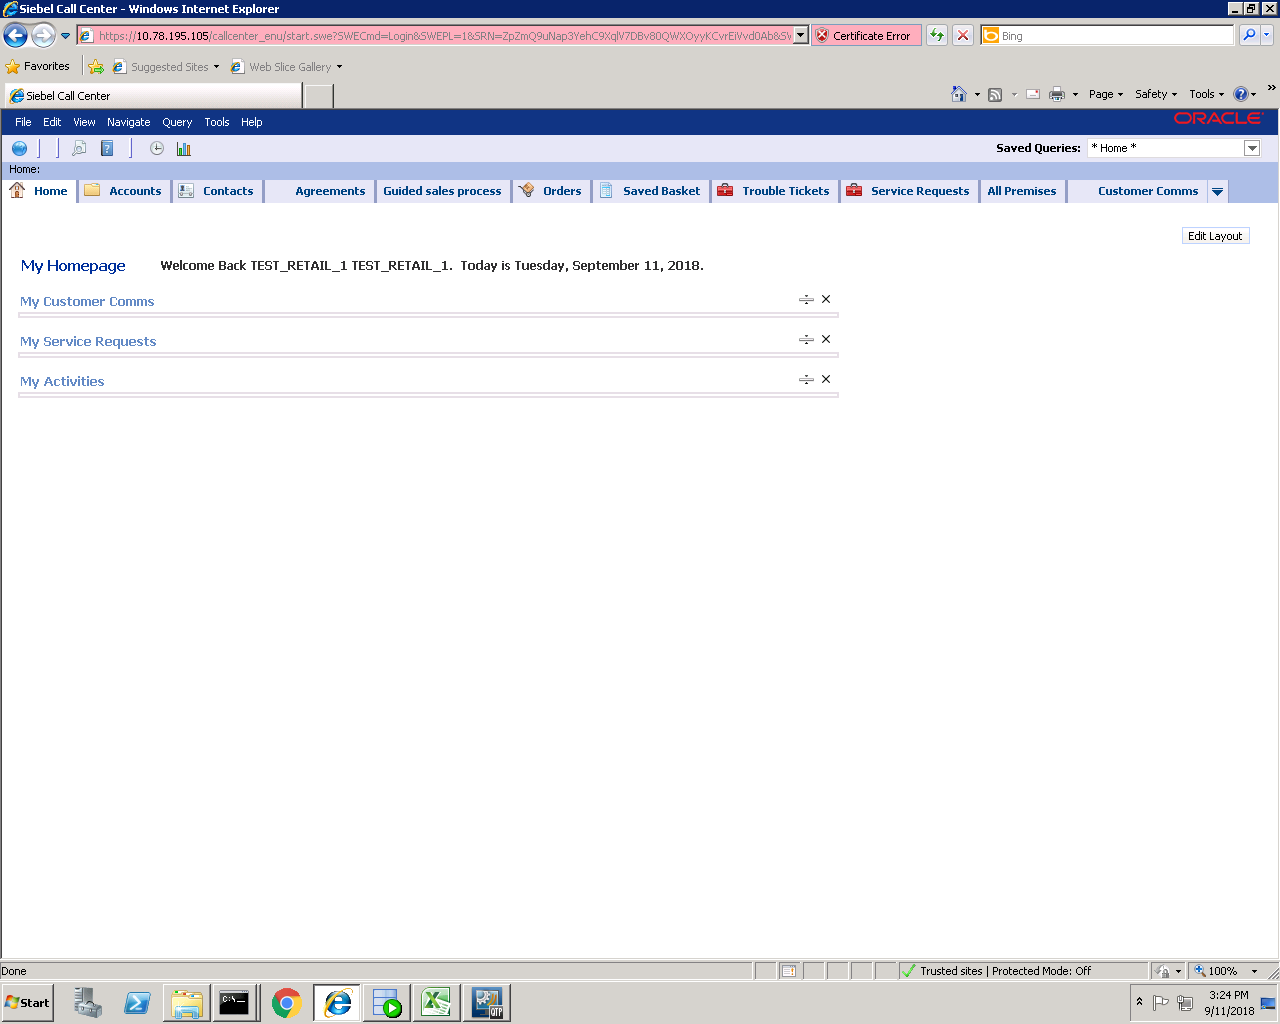 Siebel Call Center - Windows Internet Explorer
https://10.78.195.105/callcenter_enu/start.swe?SWECmd=Login&SWEPL=1&SRN=ZpZmQ9uNap3YehC9XqlV7DBv80QWXOyyKCvrEiVvd0Ab&SW
Certificate Error
Bing
Favorites
Suggested Sites
Web Slice Gallery
Siebel Call Center
Page
Safety
Tools
File Edit View Navigate Query Tools Help
ORACLE
Saved Queries: * Home *
Home:
Home Accounts Contacts Agreements Guided sales process Orders Saved Basket Trouble Tickets Service Requests All Premises Customer Comms
Edit Layout
My Homepage
Welcome Back TEST_RETAIL_1 TEST_RETAIL_1. Today is Tuesday, September 11, 2018.
My Customer Comms
My Service Requests
My Activities
Done
Trusted sites | Protected Mode: Off
100%
Start
C:\.
QTP
3:24 PM
9/11/2018